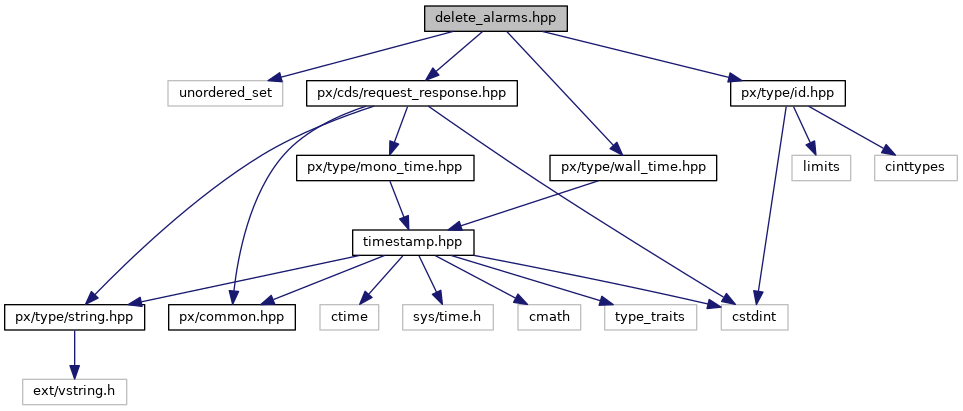 delete_alarms.hpp
unordered_set
px/cds/request_response.hpp
px/type/id.hpp
px/type/mono_time.hpp
px/type/wall_time.hpp
limits
cinttypes
timestamp.hpp
px/type/string.hpp
px/common.hpp
ctime
sys/time.h
cmath
type_traits
cstdint
ext/vstring.h